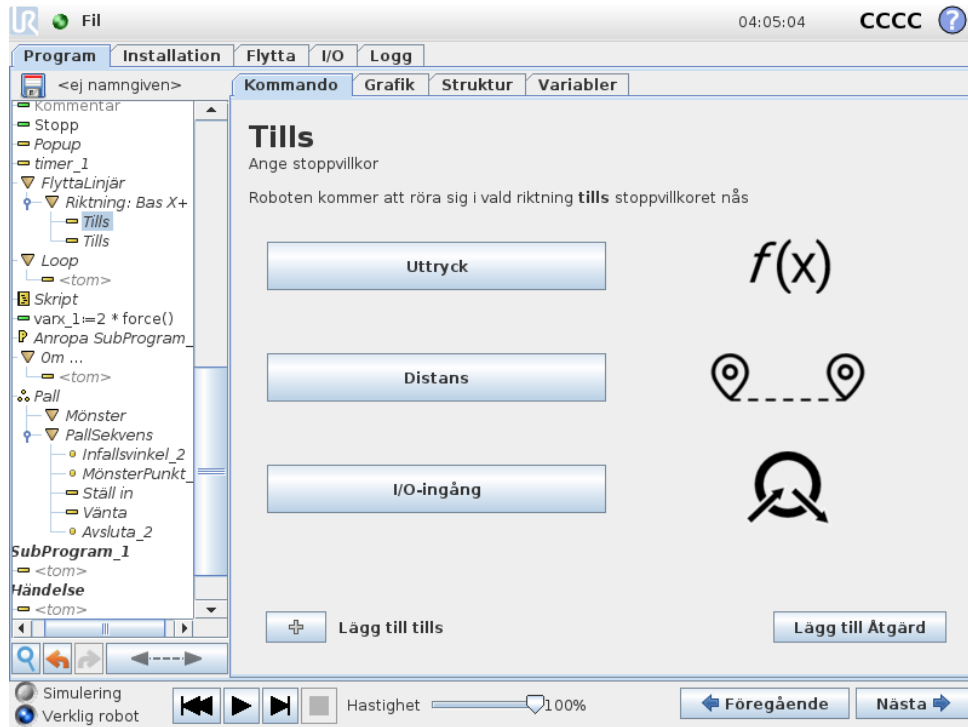 UR Fil 04:05:04 CCCC ?
Program Installation Flytta I/O Logg
<ej namngiven>
Kommando Grafik Struktur Variabler
Kommentar
Stopp
Popup
timer_1
FlyttaLinjär
Riktning: Bas X+
Tills
Tills
Loop
<tom>
Skript
varx_1:=2 * force()
P Anropa SubProgram_
Om ...
<tom>
Pall
Mönster
PallSekvens
Infallsvinkel_2
MönsterPunkt_
Ställ in
Vänta
Avsluta_2
SubProgram_1
<tom>
Händelse
<tom>
Tills
Ange stoppvillkor
Roboten kommer att röra sig i vald riktning tills stoppvillkoret nås
Uttryck f(x)
Distans
I/O-ingång
Lägg till tills Lägg till Åtgärd
Simulering
Verklig robot
Hastighet 100%
Föregående Nästa